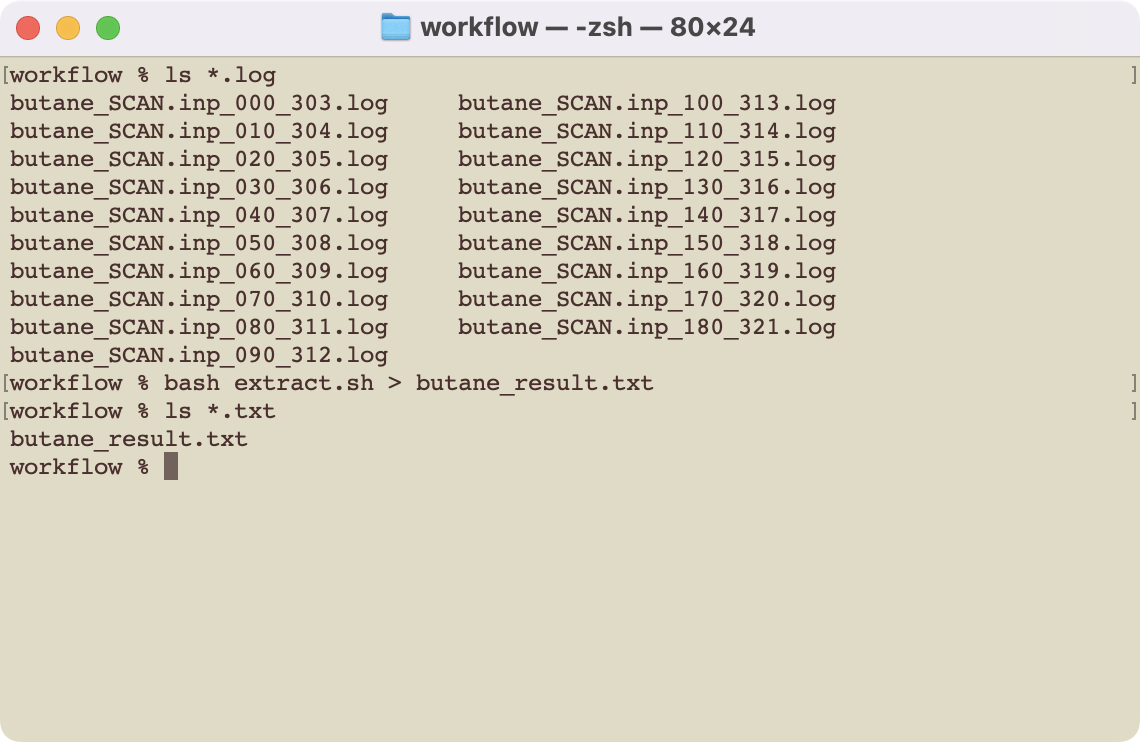 workflow — -zsh — 80×24
[workflow % ls *.log ]
butane_SCAN.inp_000_303.log butane_SCAN.inp_100_313.log
butane_SCAN.inp_010_304.log butane_SCAN.inp_110_314.log
butane_SCAN.inp_020_305.log butane_SCAN.inp_120_315.log
butane_SCAN.inp_030_306.log butane_SCAN.inp_130_316.log
butane_SCAN.inp_040_307.log butane_SCAN.inp_140_317.log
butane_SCAN.inp_050_308.log butane_SCAN.inp_150_318.log
butane_SCAN.inp_060_309.log butane_SCAN.inp_160_319.log
butane_SCAN.inp_070_310.log butane_SCAN.inp_170_320.log
butane_SCAN.inp_080_311.log butane_SCAN.inp_180_321.log
butane_SCAN.inp_090_312.log
[workflow % bash extract.sh > butane_result.txt ]
[workflow % ls *.txt ]
butane_result.txt
workflow %